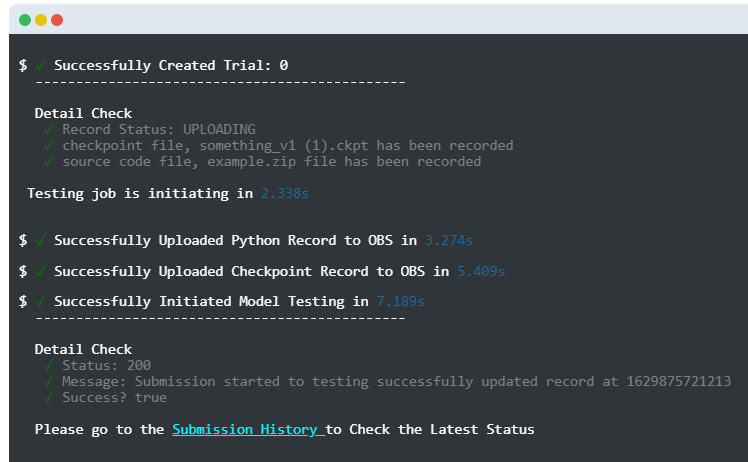 $ ✓ Successfully Created Trial: 0
----------------------------------------------
Detail Check
✓ Record Status: UPLOADING
✓ checkpoint file, something_v1 (1).ckpt has been recorded
✓ source code file, example.zip file has been recorded
Testing job is initiating in 2.338s
$ ✓ Successfully Uploaded Python Record to OBS in 3.274s
$ ✓ Successfully Uploaded Checkpoint Record to OBS in 5.409s
$ ✓ Successfully Initiated Model Testing in 7.189s
----------------------------------------------
Detail Check
✓ Status: 200
✓ Message: Submission started to testing successfully updated record at 1629875721213
✓ Success? true
Please go to the Submission History to Check the Latest Status